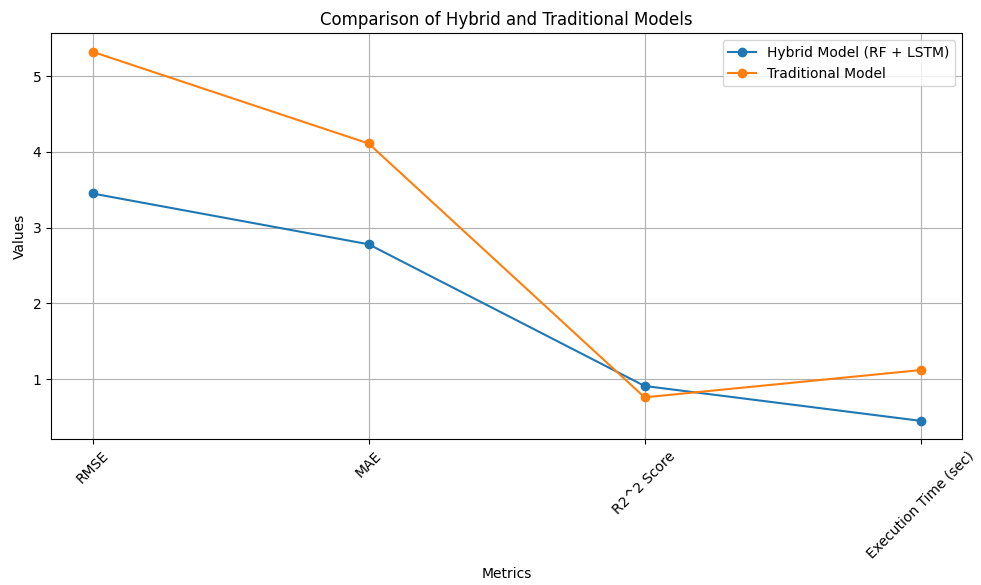 Comparison of Hybrid and Traditional Models
Hybrid Model (RF + LSTM)
Traditional Model
Values
5
4
3
2
1
RMSE
MAE
R2^2 Score
Execution Time (sec)
Metrics